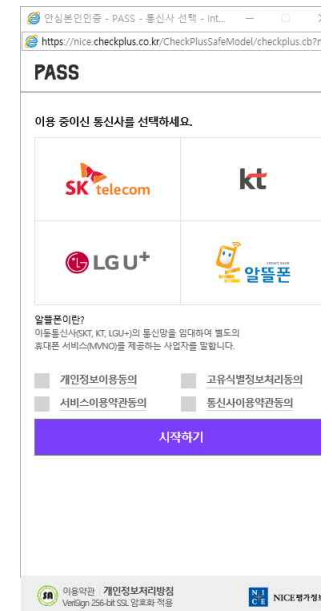 안심본인인증 - PASS - 통신사 선택 - Int...
https://nice.checkplus.co.kr/CheckPlusSafeModel/checkplus.cb?
PASS
이용 중이신 통신사를 선택하세요.
SK telecom
kt
LG U+
알뜰폰
알뜰폰이란?
이동통신사(SKT, KT, LGU+)의 통신망을 임대하여 별도의
휴대폰 서비스(MVNO)를 제공하는 사업자를 말합니다.
개인정보이용동의 고유식별정보처리동의
서비스이용약관동의 통신사이용약관동의
시작하기
이용약관 개인정보처리방침
VeriSign 256-bit SSL 암호화 적용
NICE NICE평가정보